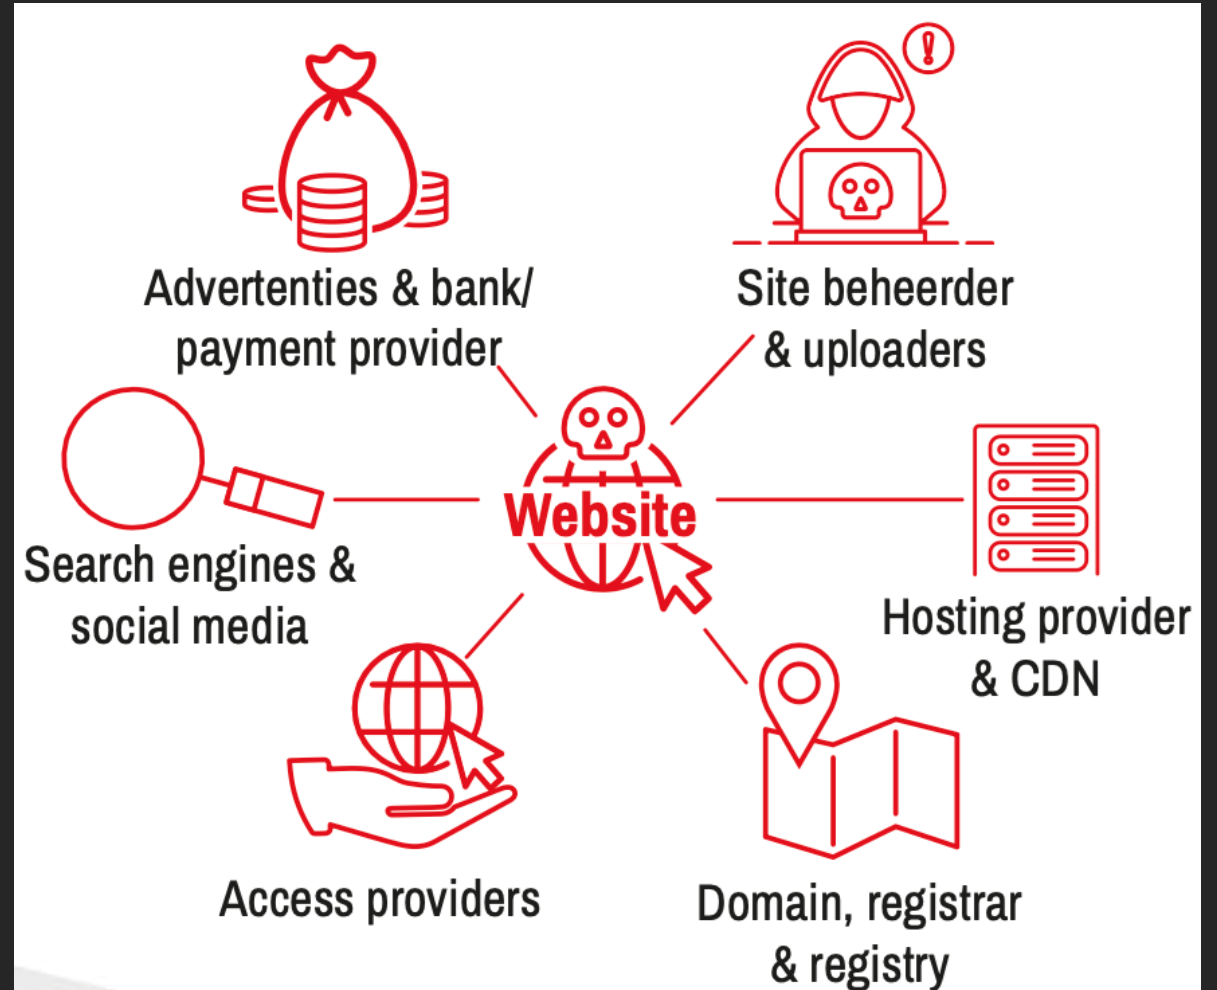 Advertenties & bank/
payment provider
Site beheerder
& uploaders
Website
Search engines &
social media
Hosting provider
& CDN
Access providers
Domain, registrar
& registry